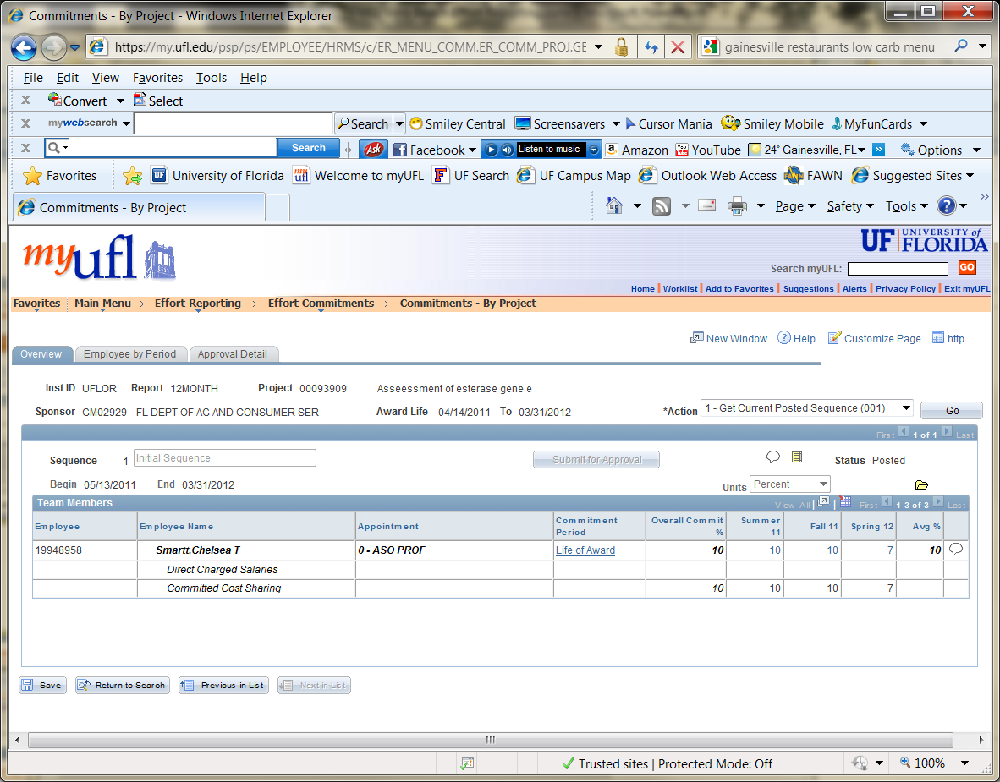 Commitments - By Project - Windows Internet Explorer
https://my.ufl.edu/psp/ps/EMPLOYEE/HRMS/c/ER_MENU_COMM.ER_COMM_PROJ.GE gainesville restaurants low carb menu
File Edit View Favorites Tools Help
X Convert Select
X mywebsearch Search Smiley Central Screensavers Cursor Mania Smiley Mobile MyFunCards
X Search Ask Facebook Listen to music Amazon YouTube 24° Gainesville, FL Options
Favorites University of Florida Welcome to myUFL UF Search UF Campus Map Outlook Web Access FAWN Suggested Sites
Commitments - By Project Page Safety Tools
myufl UF UNIVERSITY of FLORIDA
Search myUFL: GO
Home | Worklist | Add to Favorites | Suggestions | Alerts | Privacy Policy | Exit myUFL
Favorites Main Menu > Effort Reporting > Effort Commitments > Commitments - By Project
New Window Help Customize Page http
Overview Employee by Period Approval Detail
Inst ID UFLOR Report 12MONTH Project 00093909 Asseessment of esterase gene e
Sponsor GM02929 FL DEPT OF AG AND CONSUMER SER Award Life 04/14/2011 To 03/31/2012 *Action 1 - Get Current Posted Sequence (001) Go
First 1 of 1 Last
Sequence 1 Initial Sequence Submit for Approval Status Posted
Begin 05/13/2011 End 03/31/2012 Units Percent
Team Members View All | | First 1-3 of 3 Last
Employee Employee Name Appointment Commitment Period Overall Commit % Summer 11 Fall 11 Spring 12 Avg %
19948958 Smartt,Chelsea T 0 - ASO PROF Life of Award 10 10 10 7 10
Direct Charged Salaries
Committed Cost Sharing 10 10 10 7
Save Return to Search Previous in List Next in List
Trusted sites | Protected Mode: Off 100%